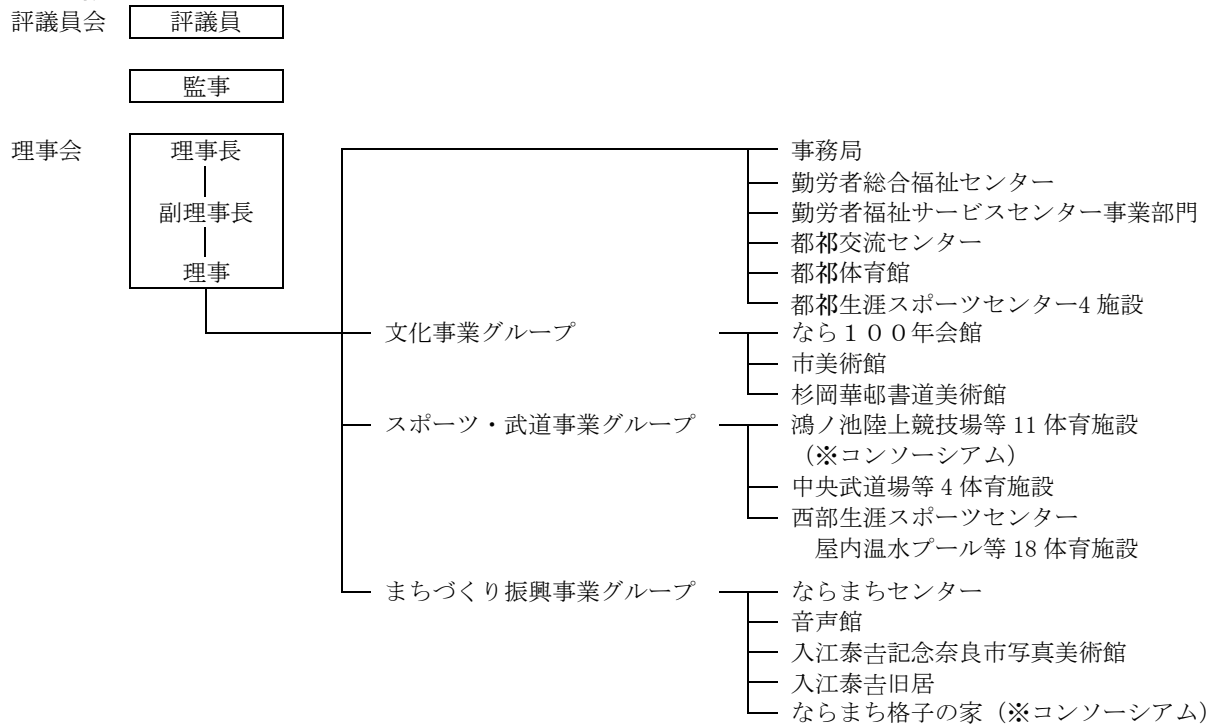 評議員会 評議員
監事
理事会 理事長 事務局
勤労者総合福祉センター
副理事長 勤労者福祉サービスセンター事業部門
都祁交流センター
理事 都祁体育館
都祁生涯スポーツセンター4 施設
文化事業グループ なら１００年会館
市美術館
杉岡華邨書道美術館
スポーツ・武道事業グループ 鴻ノ池陸上競技場等 11 体育施設
（※コンソーシアム）
中央武道場等 4 体育施設
西部生涯スポーツセンター
屋内温水プール等 18 体育施設
まちづくり振興事業グループ ならまちセンター
音声館
入江泰𠮷記念奈良市写真美術館
入江泰𠮷旧居
ならまち格子の家（※コンソーシアム）